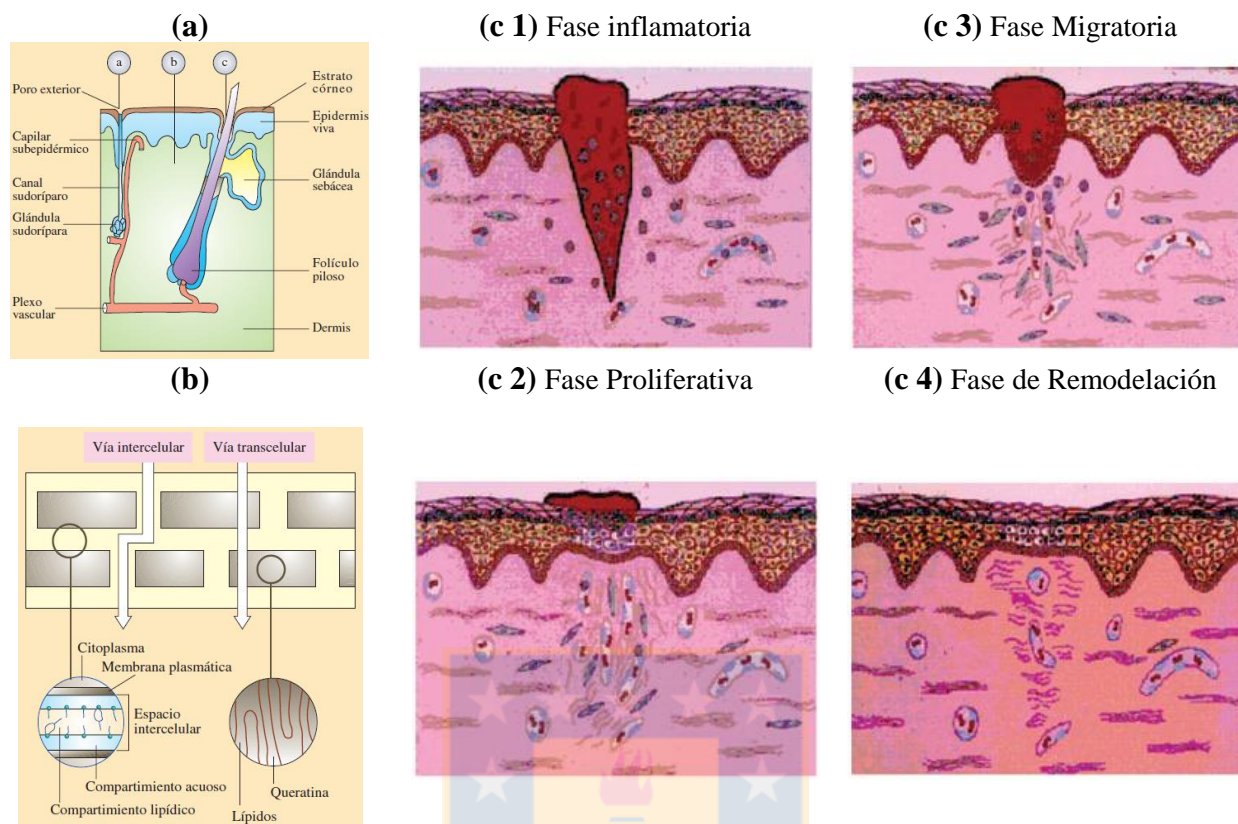 (a)
a
b
c
Poro exterior
Capilar
subepidérmico
Canal
sudoríparo
Glándula
sudorípara
Plexo
vascular
Estrato
córneo
Epidermis
viva
Glándula
sebácea
Folículo
piloso
Dermis
(c 1) Fase inflamatoria
(c 3) Fase Migratoria
(b)
Vía intercelular
Vía transcelular
Citoplasma
Membrana plasmática
Espacio
intercelular
Compartimiento acuoso
Compartimiento lipídico
Queratina
Lípidos
(c 2) Fase Proliferativa
(c 4) Fase de Remodelación